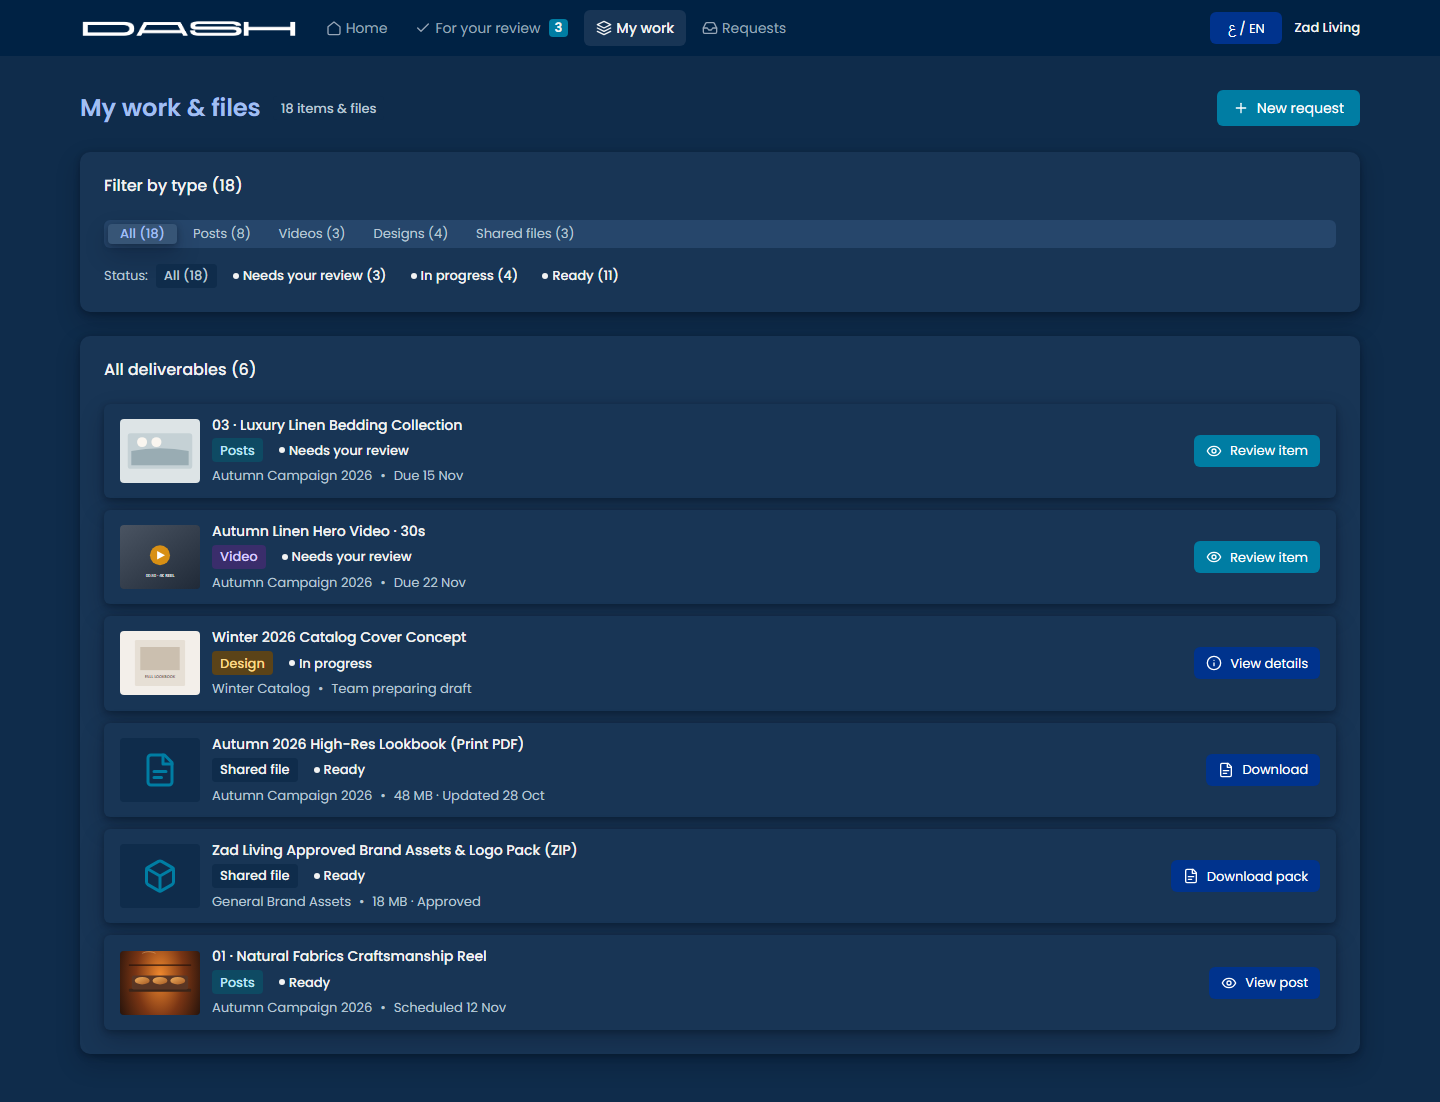 DASH
Home
For your review 3
My work
Requests
ع / EN
Zad Living
My work & files
18 items & files
+ New request
Filter by type (18)
All (18) Posts (8) Videos (3) Designs (4) Shared files (3)
Status: All (18) • Needs your review (3) • In progress (4) • Ready (11)
All deliverables (6)
03 · Luxury Linen Bedding Collection
Posts • Needs your review
Autumn Campaign 2026 • Due 15 Nov
Review item
Autumn Linen Hero Video · 30s
Video • Needs your review
Autumn Campaign 2026 • Due 22 Nov
Review item
Winter 2026 Catalog Cover Concept
Design • In progress
Winter Catalog • Team preparing draft
View details
Autumn 2026 High-Res Lookbook (Print PDF)
Shared file • Ready
Autumn Campaign 2026 • 48 MB · Updated 28 Oct
Download
Zad Living Approved Brand Assets & Logo Pack (ZIP)
Shared file • Ready
General Brand Assets • 18 MB · Approved
Download pack
01 · Natural Fabrics Craftsmanship Reel
Posts • Ready
Autumn Campaign 2026 • Scheduled 12 Nov
View post